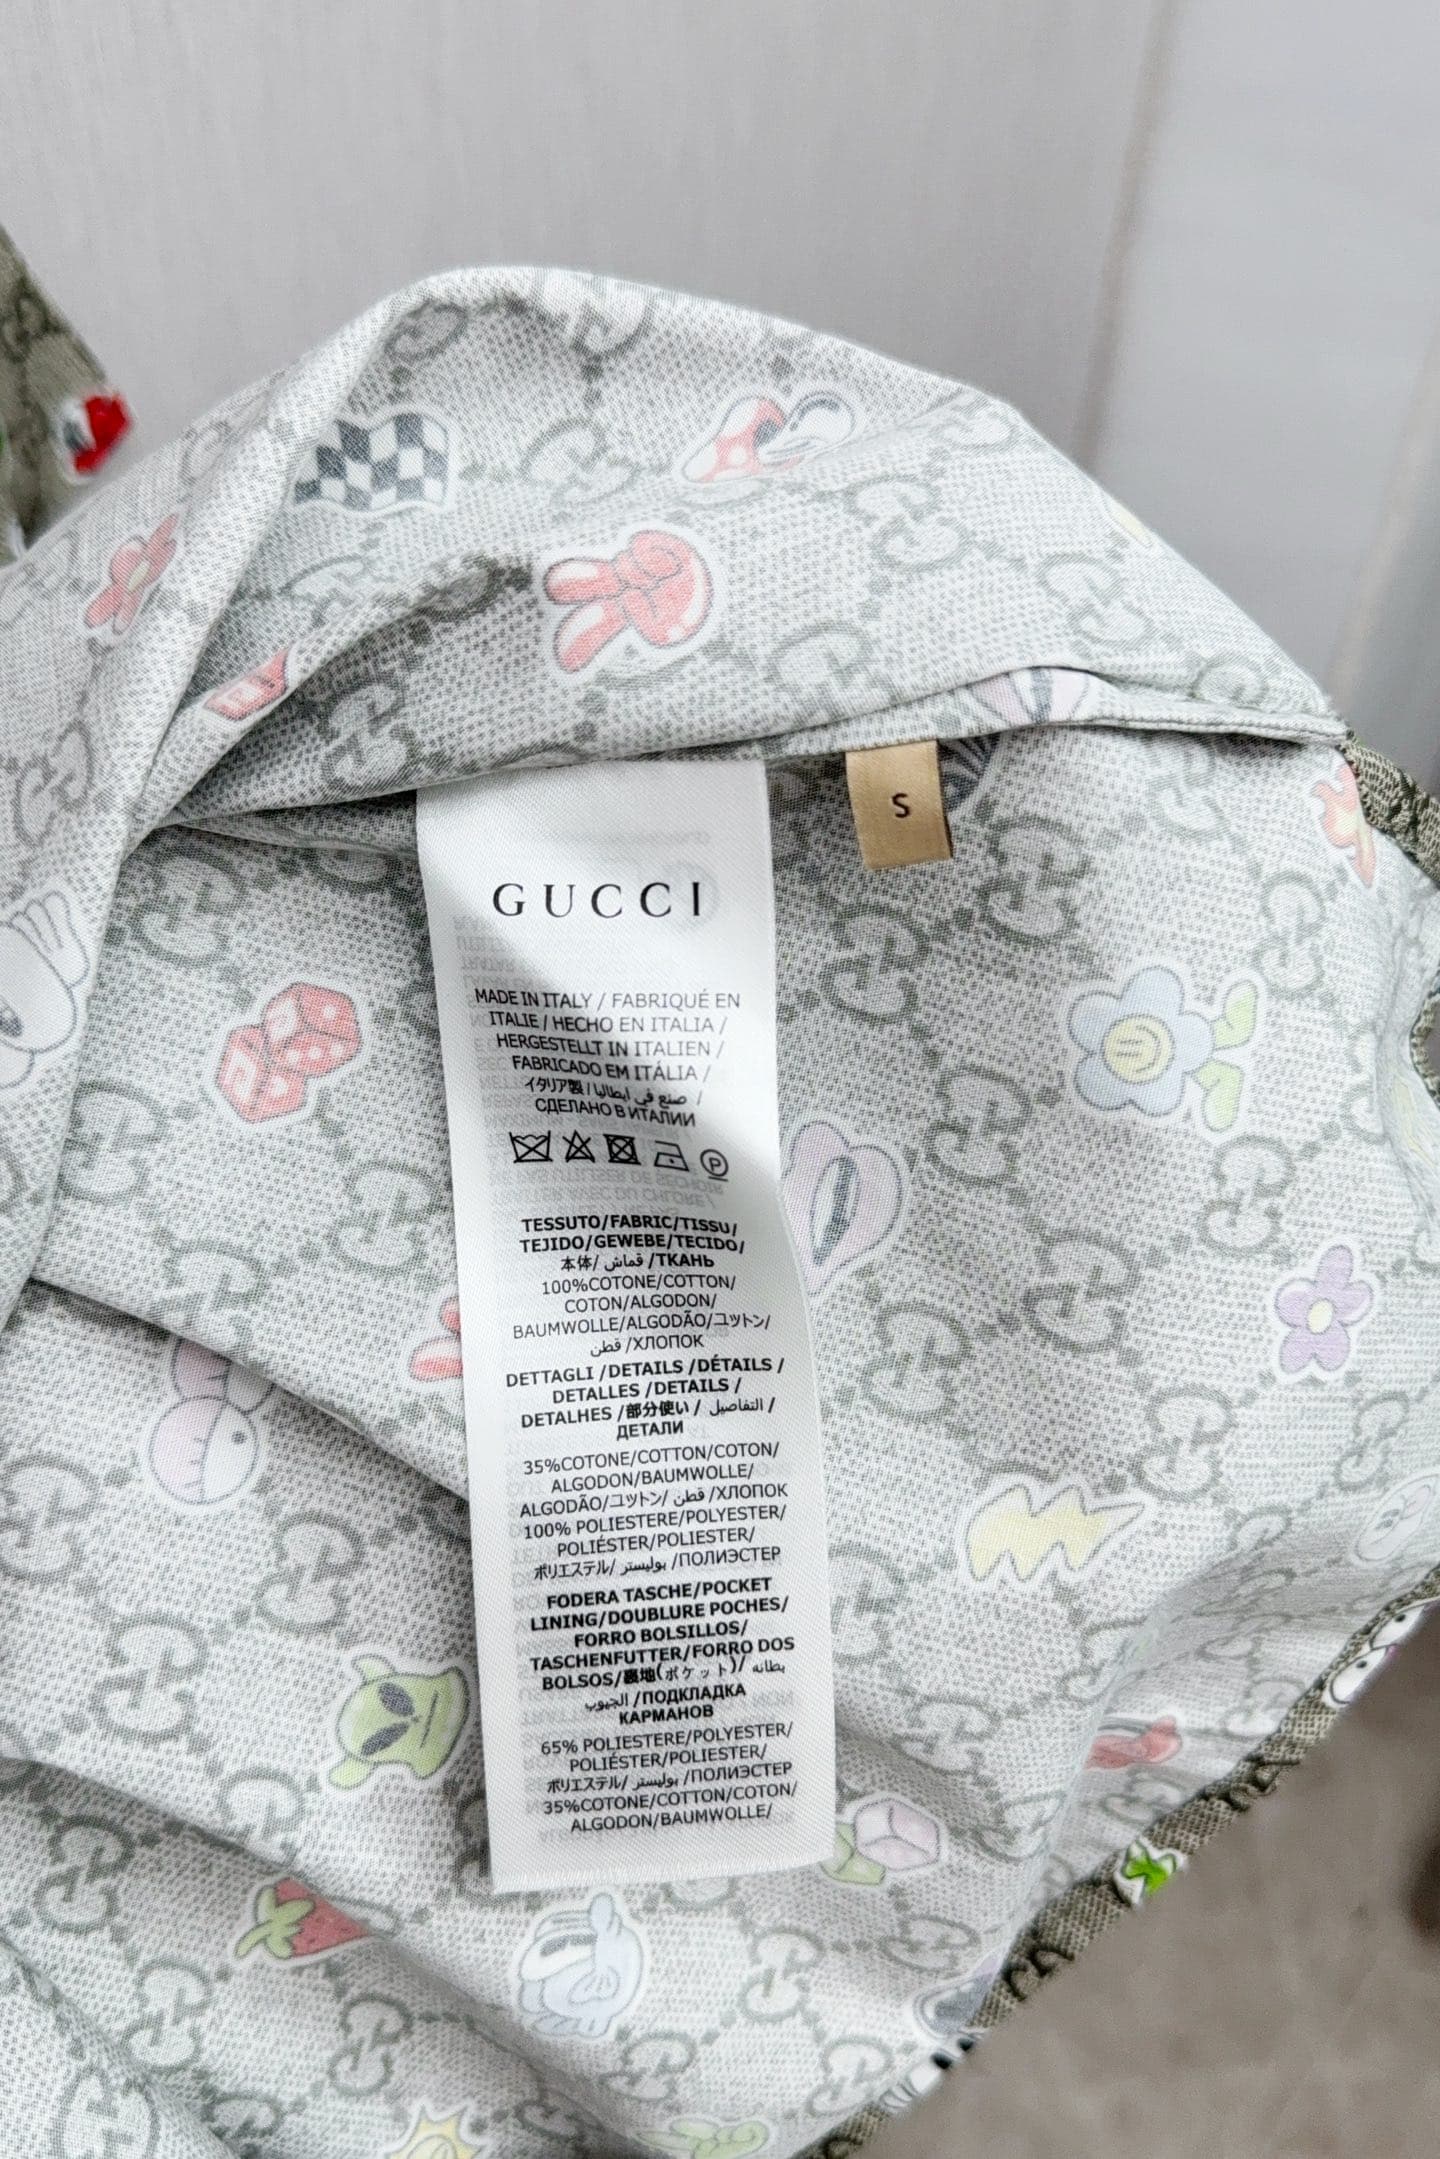 S
GUCCI
MADE IN ITALY / FABRIQUÉ EN
ITALIE / HECHO EN ITALIA /
HERGESTELLT IN ITALIEN /
FABRICADO EM ITÁLIA /
イタリア製 / صنع في ايطاليا /
СДЕЛАНО В ИТАЛИИ
P
TESSUTO/FABRIC/TISSU/
TEJIDO/GEWEBE/TECIDO/
本体/ قماش /ТКАНЬ
100%COTONE/COTTON/
COTON/ALGODON/
BAUMWOLLE/ALGODÃO/コットン/
قطن /ХЛОПОК
DETTAGLI /DETAILS /DÉTAILS /
DETALLES /DETAILS /
DETALHES /部分使い / التفاصيل /
ДЕТАЛИ
35%COTONE/COTTON/COTON/
ALGODON/BAUMWOLLE/
ALGODÃO/コットン/ قطن /ХЛОПОК
100% POLIESTERE/POLYESTER/
POLIÉSTER/POLIESTER/
ポリエステル/ بوليستر /ПОЛИЭСТЕР
FODERA TASCHE/POCKET
LINING/DOUBLURE POCHES/
FORRO BOLSILLOS/
TASCHENFUTTER/FORRO DOS
BOLSOS/裏地(ポケット)/ بطانه
الجيوب /ПОДКЛАДКА
КАРМАНОВ
65% POLIESTERE/POLYESTER/
POLIÉSTER/POLIESTER/
ポリエステル/ بوليستر /ПОЛИЭСТЕР
35%COTONE/COTTON/COTON/
ALGODON/BAUMWOLLE/